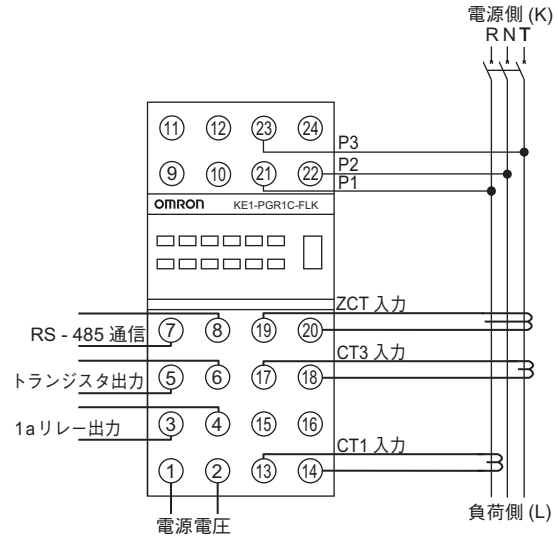 電源側 (K)
R N T
⑪ ⑫ ㉓ ㉔
P3
⑨ ⑩ ㉑ ㉒
P2
P1
OMRON KE1-PGR1C-FLK
ZCT 入力
RS - 485 通信
⑦ ⑧ ⑲ ⑳
CT3 入力
トランジスタ出力
⑤ ⑥ ⑰ ⑱
1aリレー出力
③ ④ ⑮ ⑯
CT1 入力
① ② ⑬ ⑭
電源電圧
負荷側 (L)